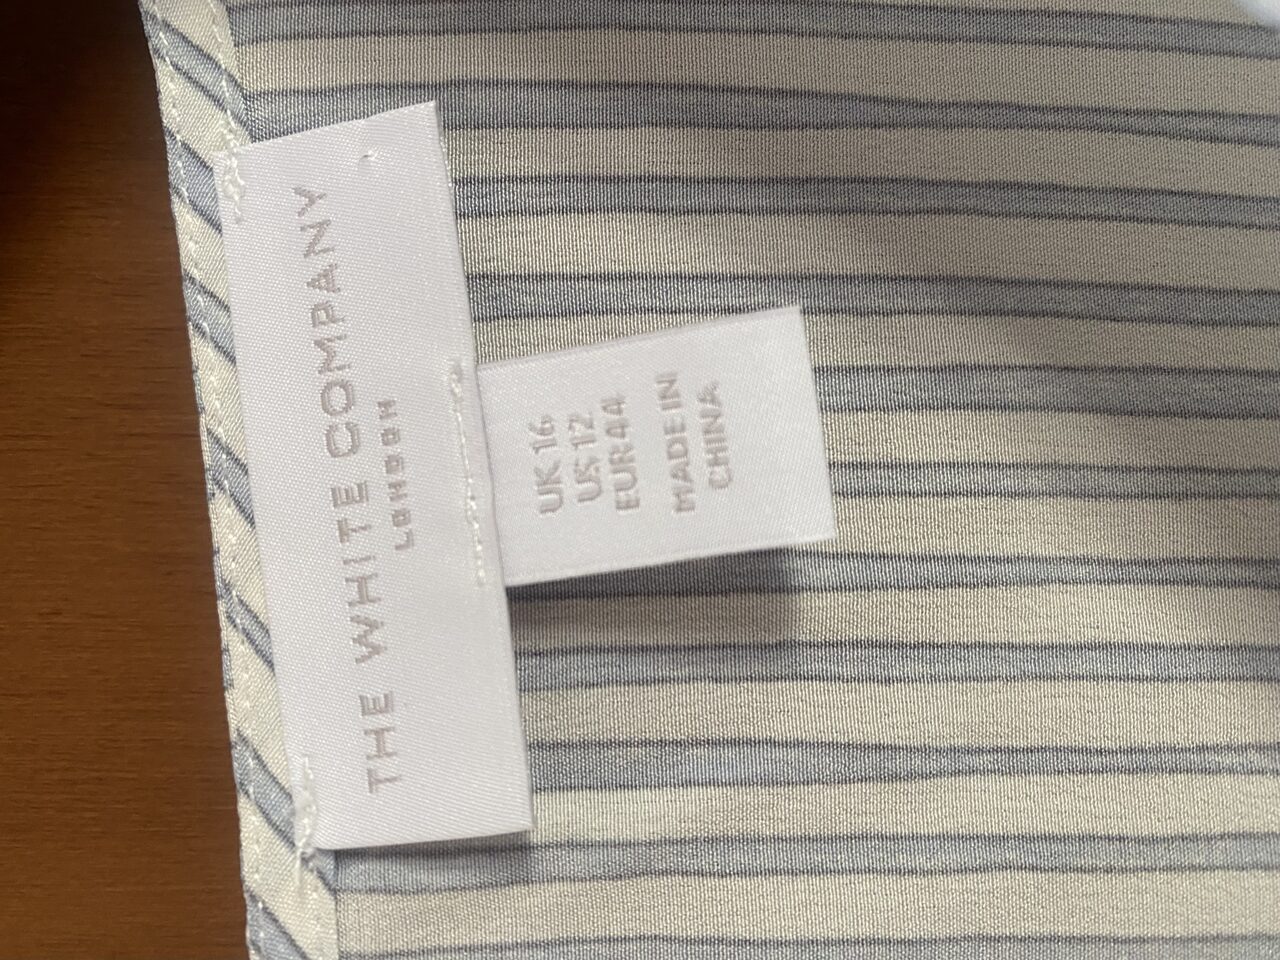 THE WHITE COMPANY
LONDON
UK 16
US 12
EUR 44
MADE IN
CHINA